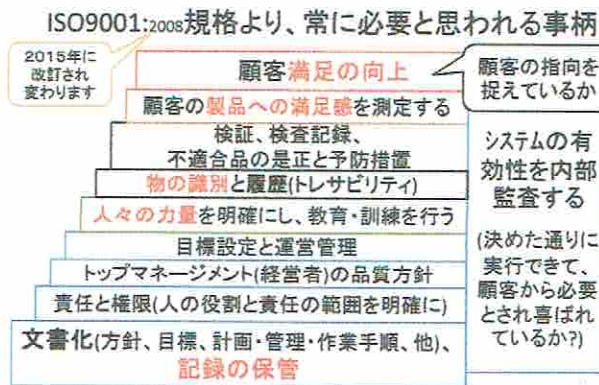 ISO9001:2008規格より、常に必要と思われる事柄
2015年に
改訂され
変わります
顧客満足の向上
顧客の製品への満足感を測定する
検証、検査記録、
不適合品の是正と予防措置
物の識別と履歴(トレサビリティ)
人々の力量を明確にし、教育・訓練を行う
目標設定と運営管理
トップマネージメント(経営者)の品質方針
責任と権限(人の役割と責任の範囲を明確に)
文書化(方針、目標、計画・管理・作業手順、他)、
記録の保管
顧客の指向を
捉えているか
システムの有
効性を内部
監査する
(決めた通りに
実行できて、
顧客から必要
とされ喜ばれ
ているか?)